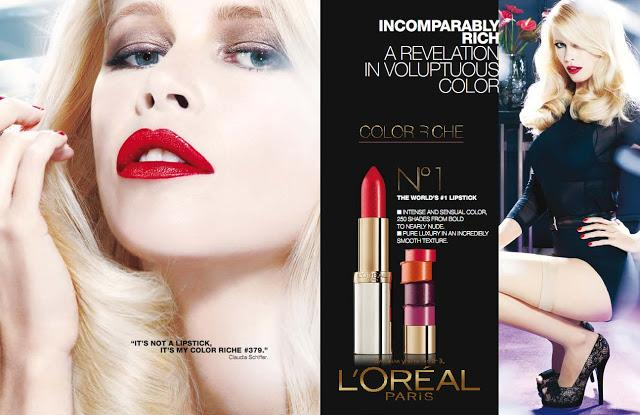 "IT'S NOT A LIPSTICK,
IT'S MY COLOR RICHE #379."
Claudia Schiffer.
INCOMPARABLY
RICH
A REVELATION
IN VOLUPTUOUS
COLOR
COLOR RICHE
N°1
THE WORLD'S #1 LIPSTICK
■ INTENSE AND SENSUAL COLOR,
250 SHADES FROM BOLD
TO NEARLY NUDE.
■ PURE LUXURY IN AN INCREDIBLY
SMOOTH TEXTURE.
L'ORÉAL
PARIS